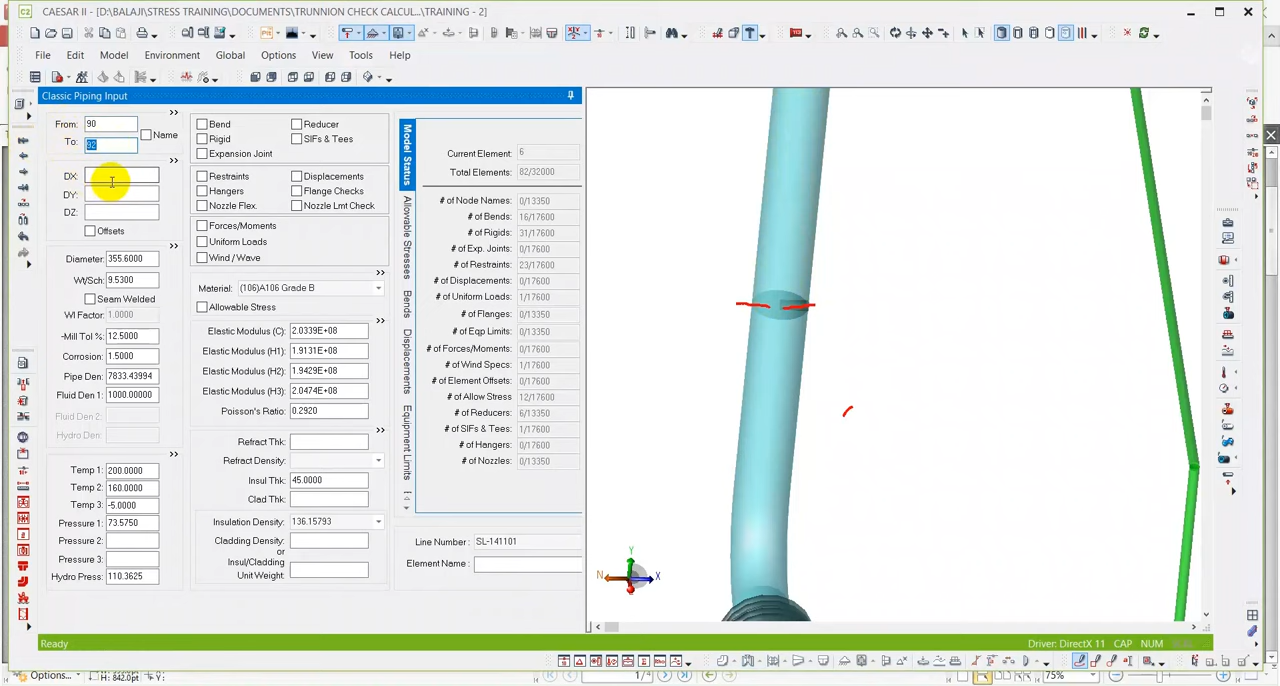 CAESAR II - [D:\BALAJI\STRESS TRAINING\DOCUMENTS\TRUNNION CHECK CALCUL...\TRAINING - 2]
File Edit Model Environment Global Options View Tools Help
Classic Piping Input
From: 90
To: 92
Name
DX:
DY:
DZ:
Offsets
Diameter: 355.6000
Wt/Sch: 9.5300
Seam Welded
WI Factor: 1.0000
-Mill Tol %: 12.5000
Corrosion: 1.5000
Pipe Den: 7833.43994
Fluid Den 1: 1000.00000
Fluid Den 2:
Hydro Den:
Temp 1: 200.0000
Temp 2: 160.0000
Temp 3: -5.0000
Pressure 1: 73.5750
Pressure 2:
Pressure 3:
Hydro Press: 110.3625
Bend Reducer
Rigid SIFs & Tees
Expansion Joint
Restraints Displacements
Hangers Flange Checks
Nozzle Flex. Nozzle Lmt Check
Forces/Moments
Uniform Loads
Wind / Wave
Material: (106)A106 Grade B
Allowable Stress
Elastic Modulus (C): 2.0339E+08
Elastic Modulus (H1): 1.9131E+08
Elastic Modulus (H2): 1.9429E+08
Elastic Modulus (H3): 2.0474E+08
Poisson's Ratio: 0.2920
Refract Thk:
Refract Density:
Insul Thk: 45.0000
Clad Thk:
Insulation Density: 136.15793
Cladding Density:
or
Insul/Cladding
Unit Weight:
Model Status
Allowable Stresses
Bends
Displacements
Equipment Limits
Current Element: 6
Total Elements: 82/32000
# of Node Names: 0/13350
# of Bends: 16/17600
# of Rigids: 31/17600
# of Exp. Joints: 0/17600
# of Restraints: 23/17600
# of Displacements: 0/17600
# of Uniform Loads: 1/17600
# of Flanges: 0/17600
# of Eqp Limits: 0/17600
# of Forces/Moments: 0/17600
# of Wind Specs: 1/17600
# of Element Offsets: 0/17600
# of Allow Stress 12/17600
# of Reducers: 6/13350
# of SIFs & Tees: 1/17600
# of Hangers: 0/17600
# of Nozzles: 0/13350
Line Number : SL-141101
Element Name :
Y
N X
Ready
Driver: DirectX 11 CAP NUM
Options... H: 842.0pt Y: 1/4 75%